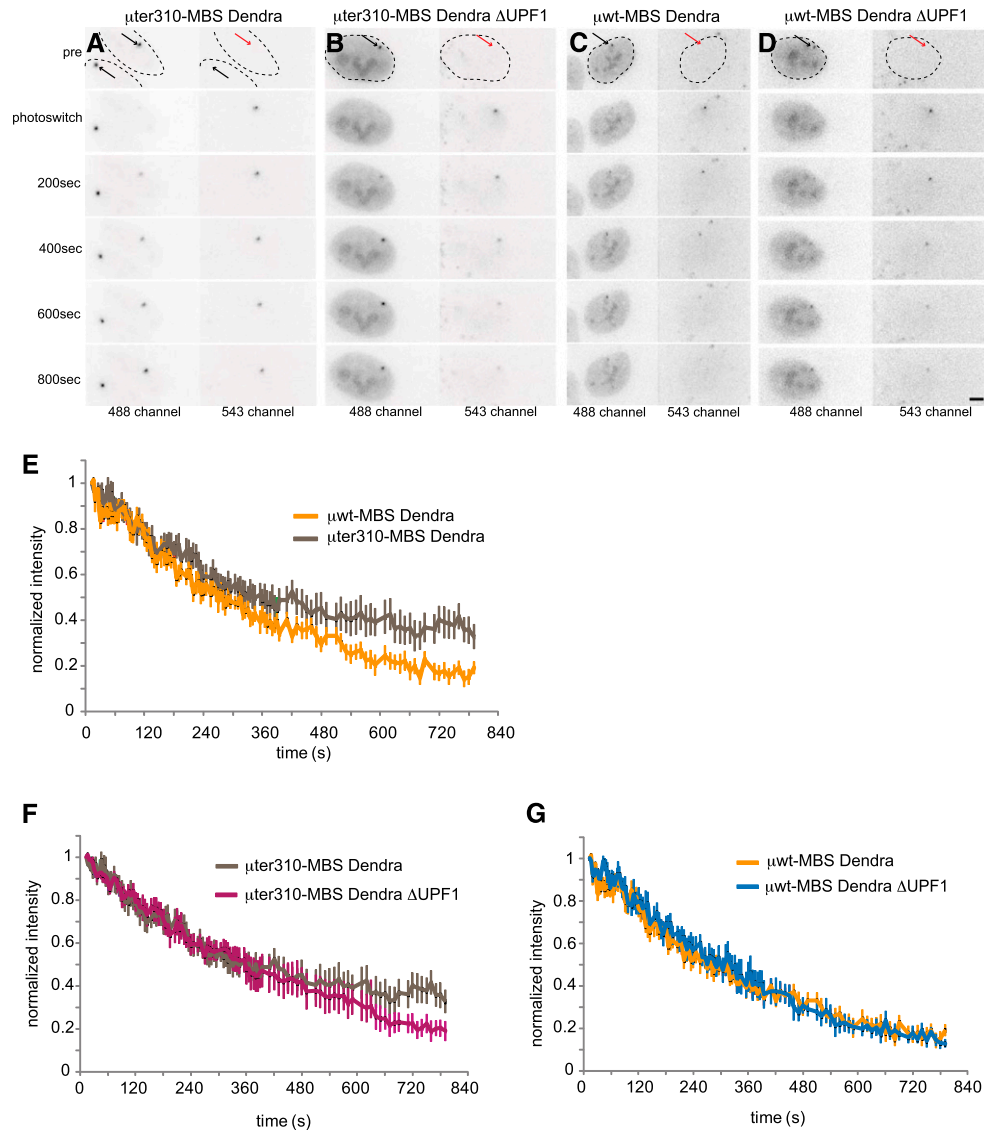 μter310-MBS Dendra μter310-MBS Dendra ΔUPF1 μwt-MBS Dendra μwt-MBS Dendra ΔUPF1
A B C D
pre
photoswitch
200sec
400sec
600sec
800sec
488 channel 543 channel 488 channel 543 channel 488 channel 543 channel 488 channel 543 channel
E
normalized intensity
1
0.8
0.6
0.4
0.2
0
μwt-MBS Dendra
μter310-MBS Dendra
0 120 240 360 480 600 720 840
time (s)
F
normalized intensity
1
0.8
0.6
0.4
0.2
0
μter310-MBS Dendra
μter310-MBS Dendra ΔUPF1
0 120 240 360 480 600 720 840
time (s)
G
normalized intensity
1
0.8
0.6
0.4
0.2
0
μwt-MBS Dendra
μwt-MBS Dendra ΔUPF1
0 120 240 360 480 600 720 840
time (s)